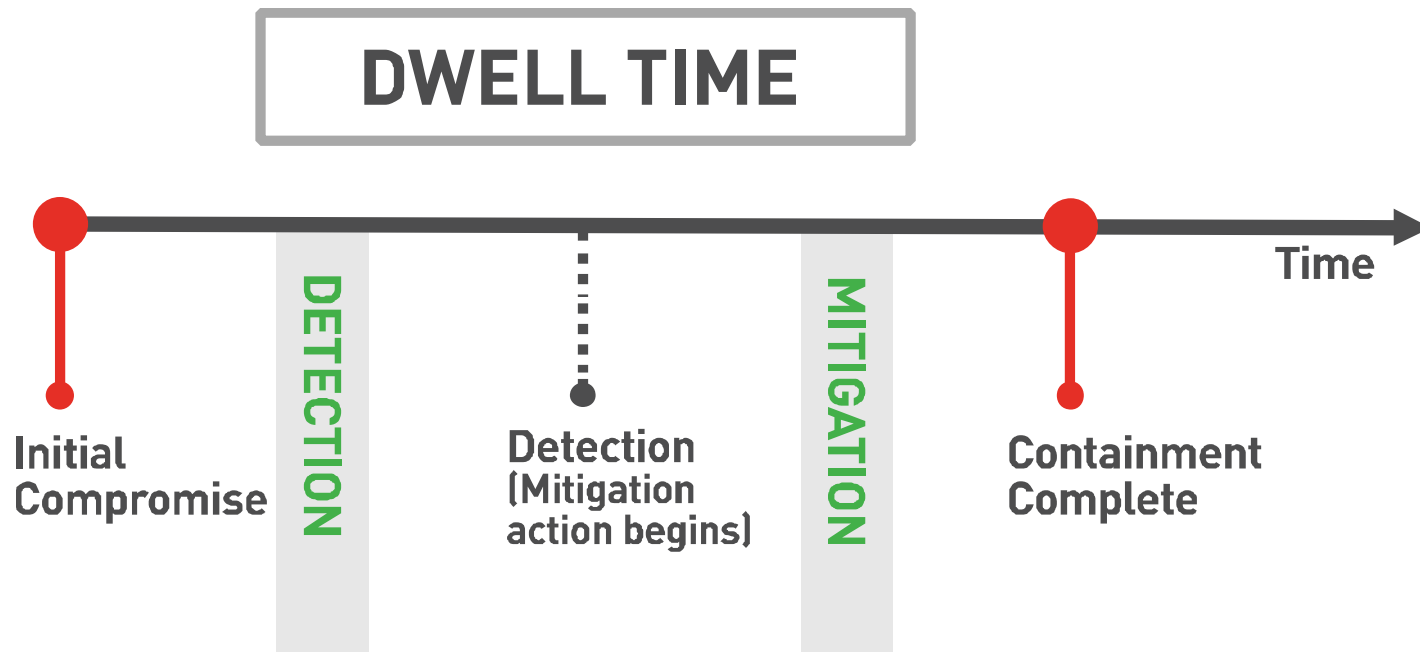 DWELL TIME
Time
DETECTION
MITIGATION
Initial
Compromise
Detection
(Mitigation
action begins)
Containment
Complete